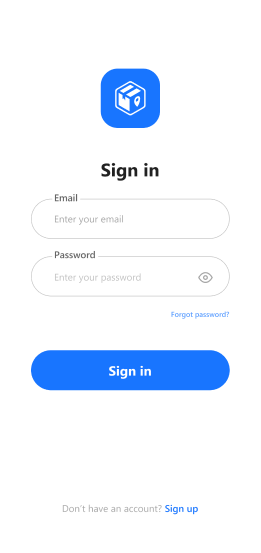 Sign in
Email
Enter your email
Password
Enter your password
Forgot password?
Sign in
Don't have an account? Sign up